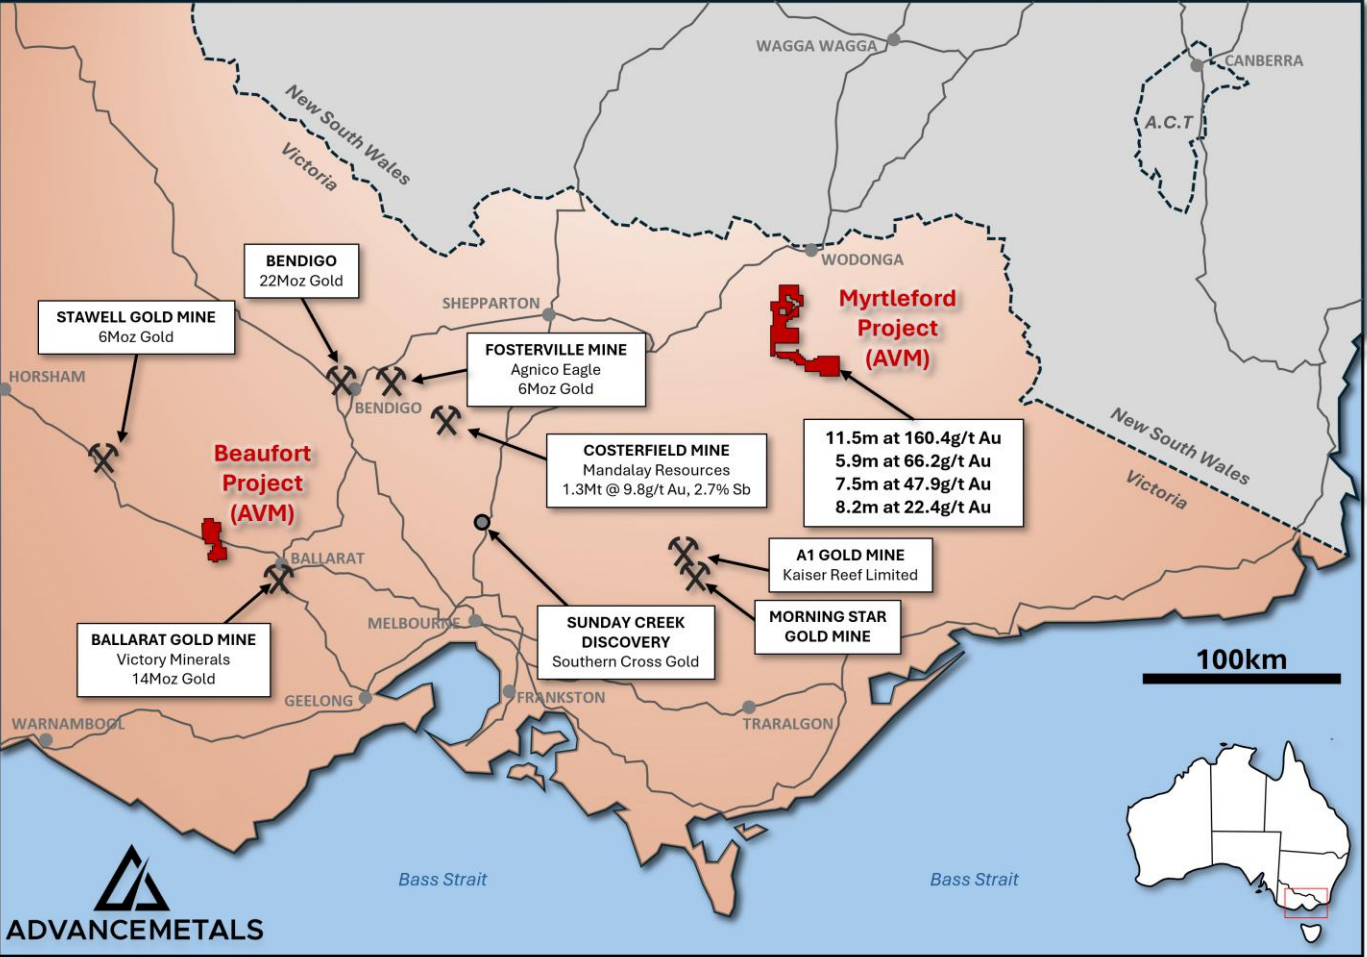 WAGGA WAGGA
CANBERRA
A.C.T
New South Wales
Victoria
WODONGA
BENDIGO
22Moz Gold
STAWELL GOLD MINE
6Moz Gold
SHEPPARTON
Myrtleford
Project
(AVM)
FOSTERVILLE MINE
Agnico Eagle
6Moz Gold
HORSHAM
BENDIGO
COSTERFIELD MINE
Mandalay Resources
1.3Mt @ 9.8g/t Au, 2.7% Sb
11.5m at 160.4g/t Au
5.9m at 66.2g/t Au
7.5m at 47.9g/t Au
8.2m at 22.4g/t Au
New South Wales
Victoria
Beaufort
Project
(AVM)
BALLARAT
A1 GOLD MINE
Kaiser Reef Limited
MORNING STAR
GOLD MINE
MELBOURNE
SUNDAY CREEK
DISCOVERY
Southern Cross Gold
BALLARAT GOLD MINE
Victory Minerals
14Moz Gold
100km
GEELONG
FRANKSTON
TRARALGON
WARNAMBOOL
Bass Strait
Bass Strait
ADVANCEMETALS